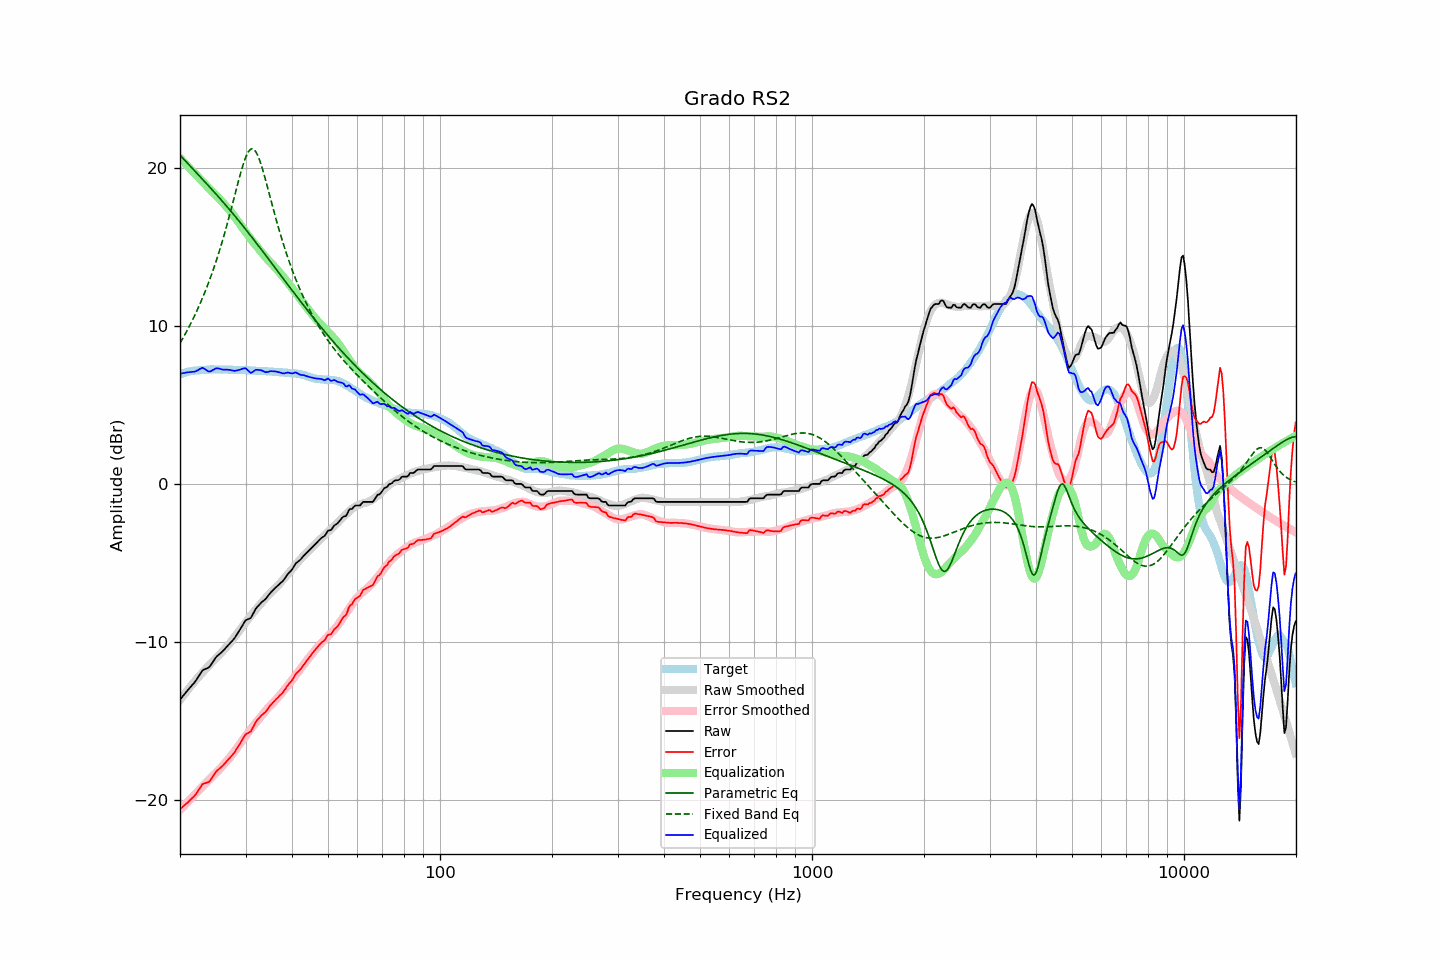 Grado RS2
Amplitude (dBr)
20
10
0
−10
−20
100
1000
10000
Frequency (Hz)
Target
Raw Smoothed
Error Smoothed
Raw
Error
Equalization
Parametric Eq
Fixed Band Eq
Equalized